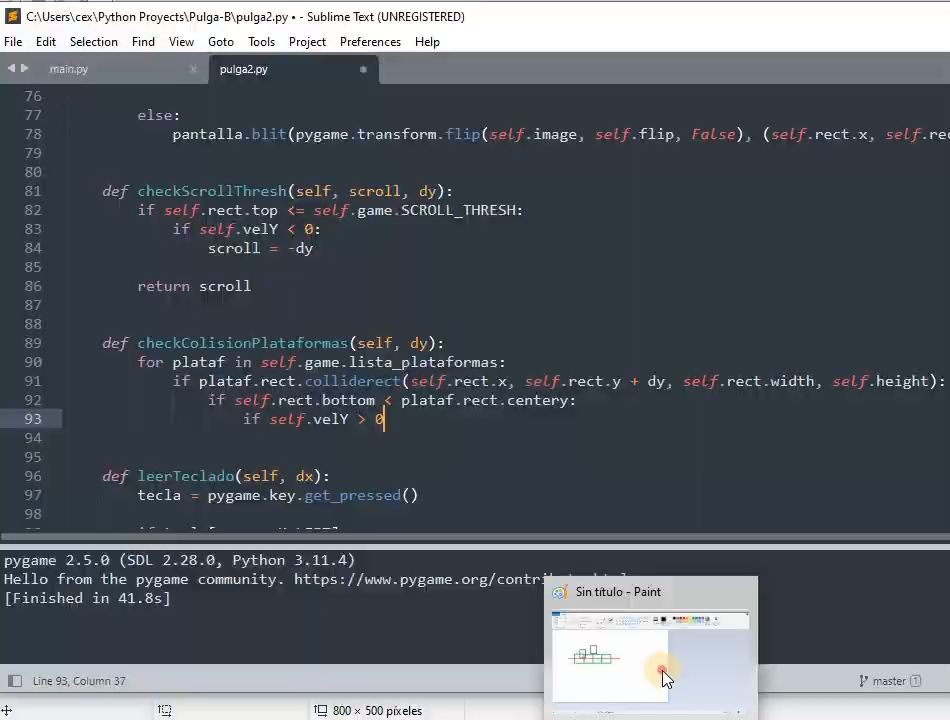 C:\Users\cex\Python Proyects\Pulga-B\pulga2.py • - Sublime Text (UNREGISTERED)
File Edit Selection Find View Goto Tools Project Preferences Help
main.py × pulga2.py
76
77 else:
78 pantalla.blit(pygame.transform.flip(self.image, self.flip, False), (self.rect.x, self.rec
79
80
81 def checkScrollThresh(self, scroll, dy):
82 if self.rect.top <= self.game.SCROLL_THRESH:
83 if self.velY < 0:
84 scroll = -dy
85
86 return scroll
87
88
89 def checkColisionPlataformas(self, dy):
90 for plataf in self.game.lista_plataformas:
91 if plataf.rect.colliderect(self.rect.x, self.rect.y + dy, self.rect.width, self.height):
92 if self.rect.bottom < plataf.rect.centery:
93 if self.velY > 0
94
95
96 def leerTeclado(self, dx):
97 tecla = pygame.key.get_pressed()
98
pygame 2.5.0 (SDL 2.28.0, Python 3.11.4)
Hello from the pygame community. https://www.pygame.org/contribute.html
[Finished in 41.8s]
Sin título - Paint
Line 93, Column 37
master 1
800 × 500 píxeles